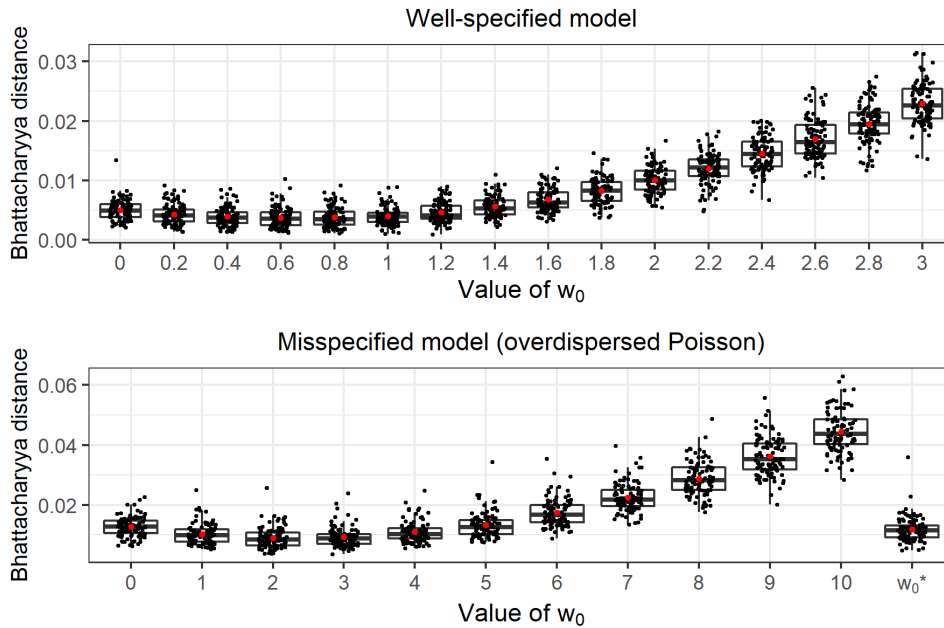 Well-specified model
Bhattacharyya distance
0.03
0.02
0.01
0.00
0 0.2 0.4 0.6 0.8 1 1.2 1.4 1.6 1.8 2 2.2 2.4 2.6 2.8 3
Value of w₀
Misspecified model (overdispersed Poisson)
Bhattacharyya distance
0.06
0.04
0.02
0 1 2 3 4 5 6 7 8 9 10 w₀*
Value of w₀